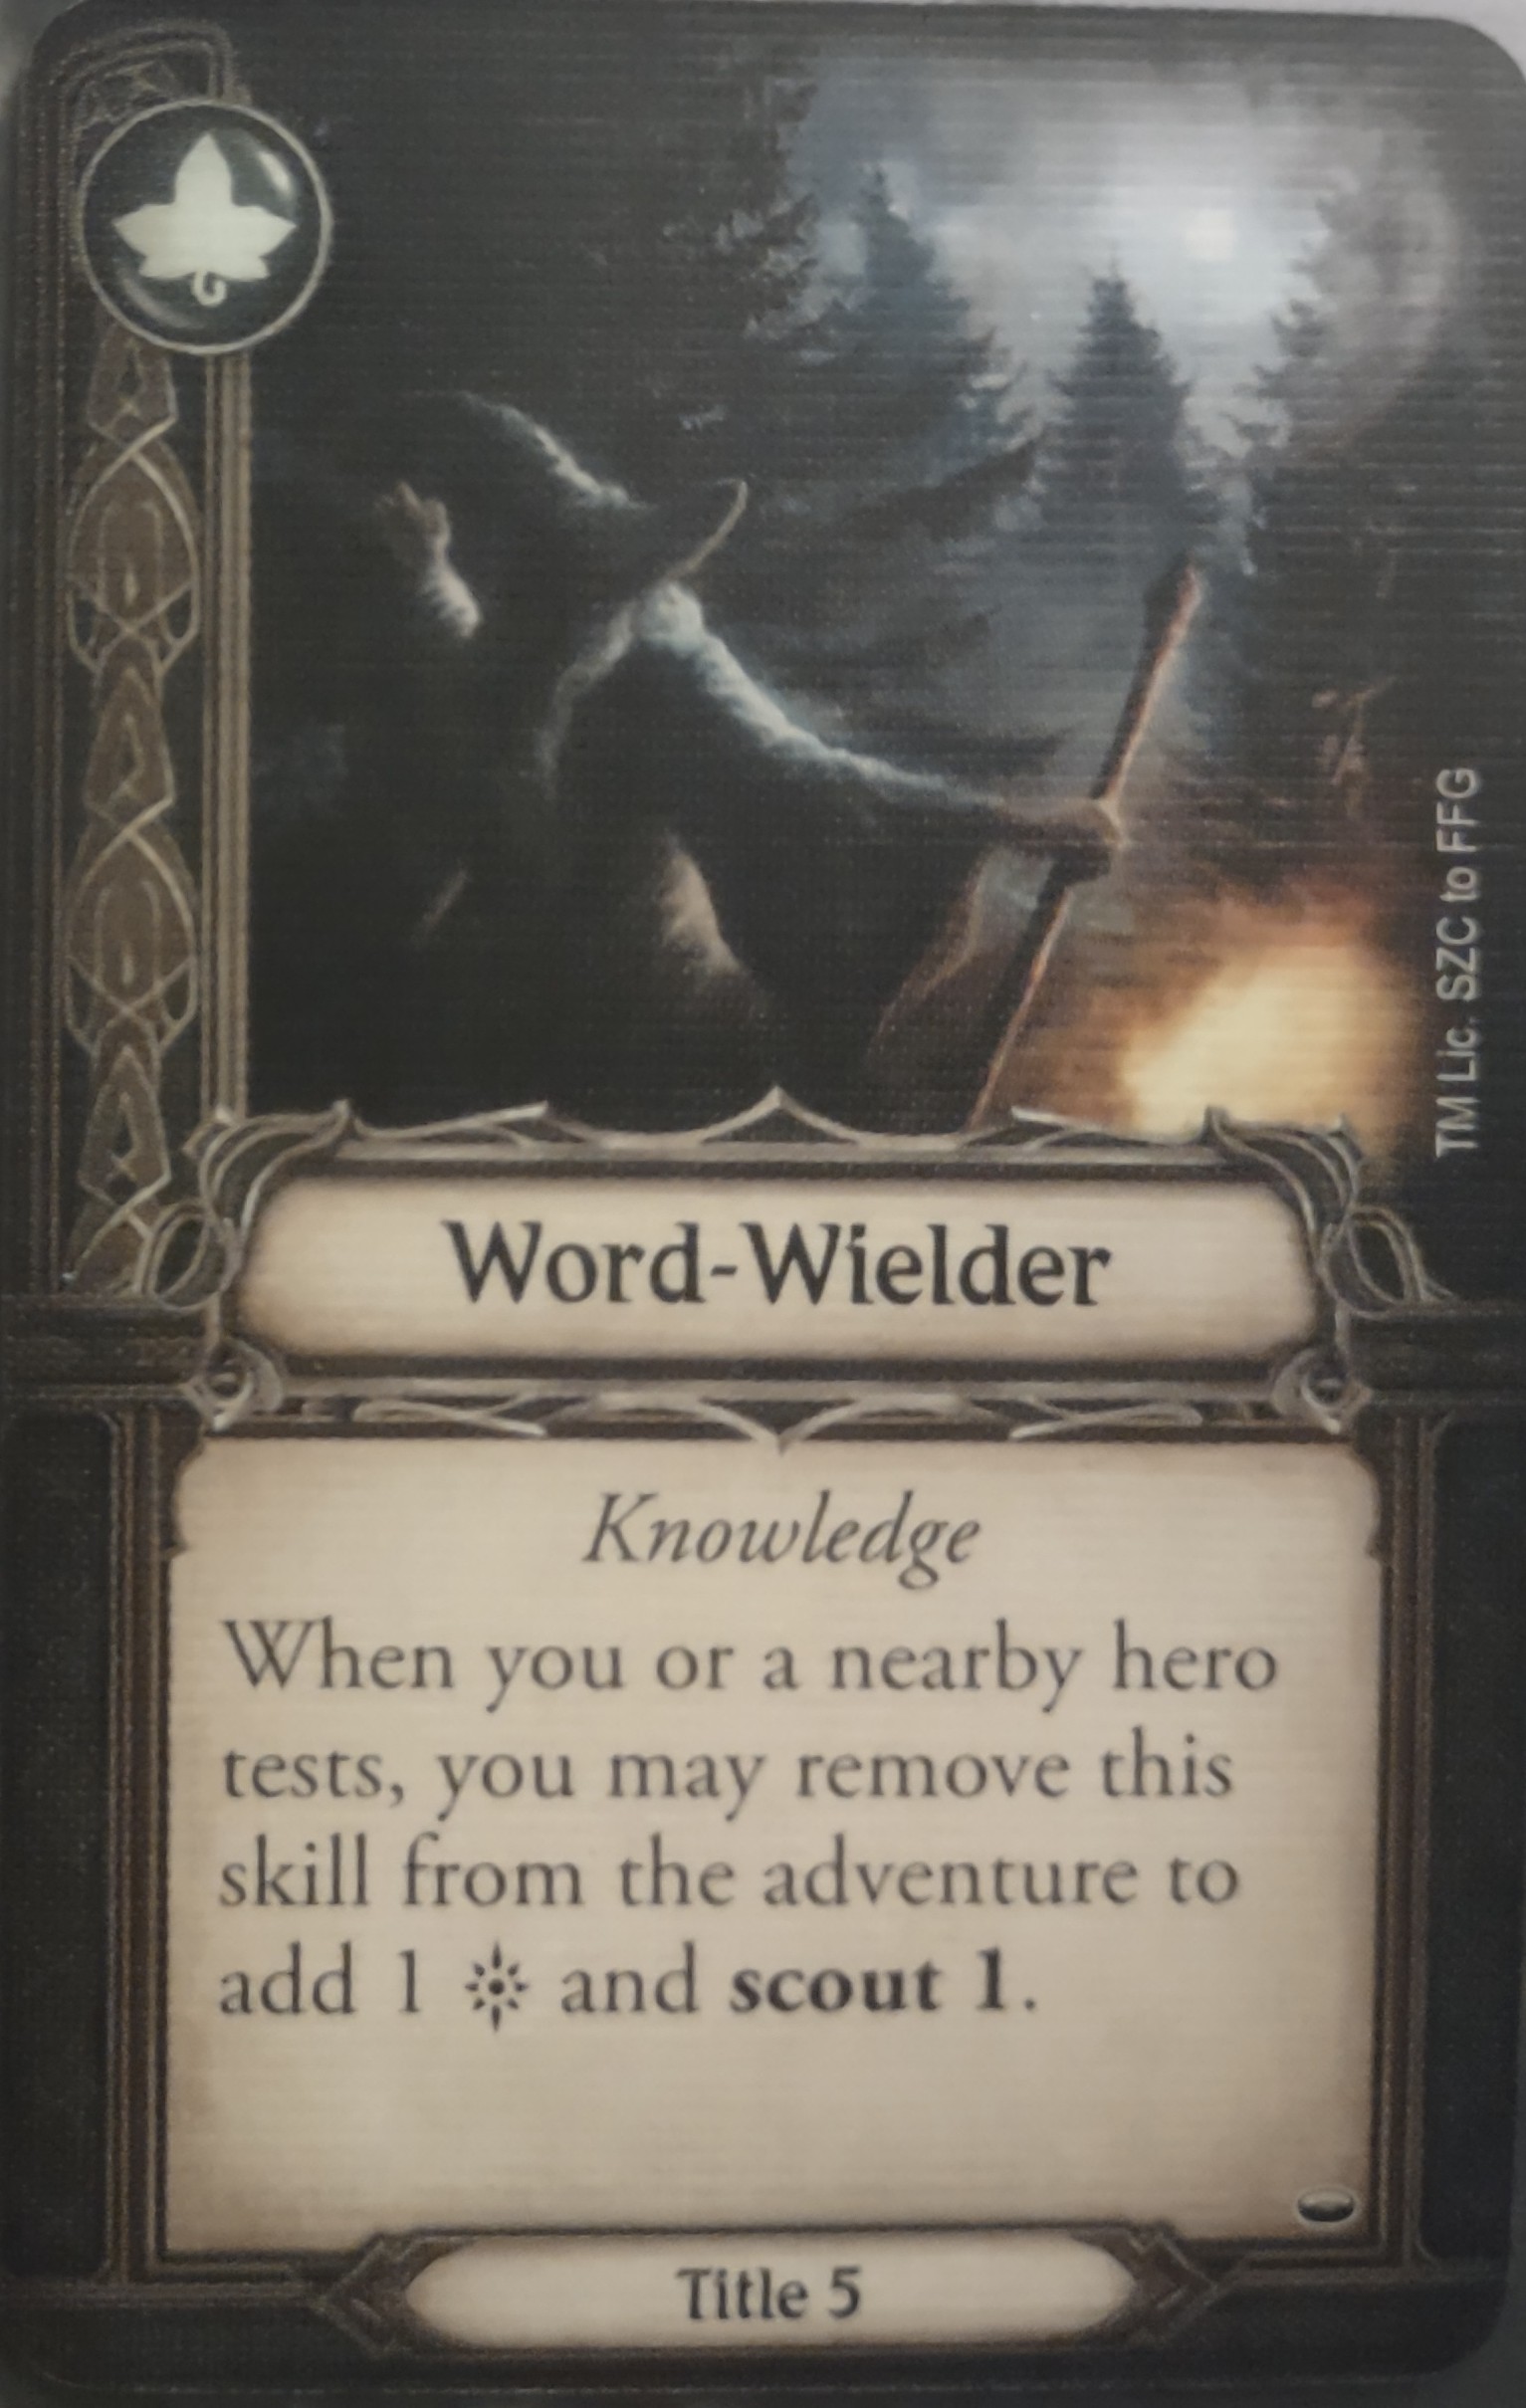 TM Lic. SZC to FFG
Word-Wielder
Knowledge
When you or a nearby hero
tests, you may remove this
skill from the adventure to
add 1 ☀ and scout 1.
Title 5